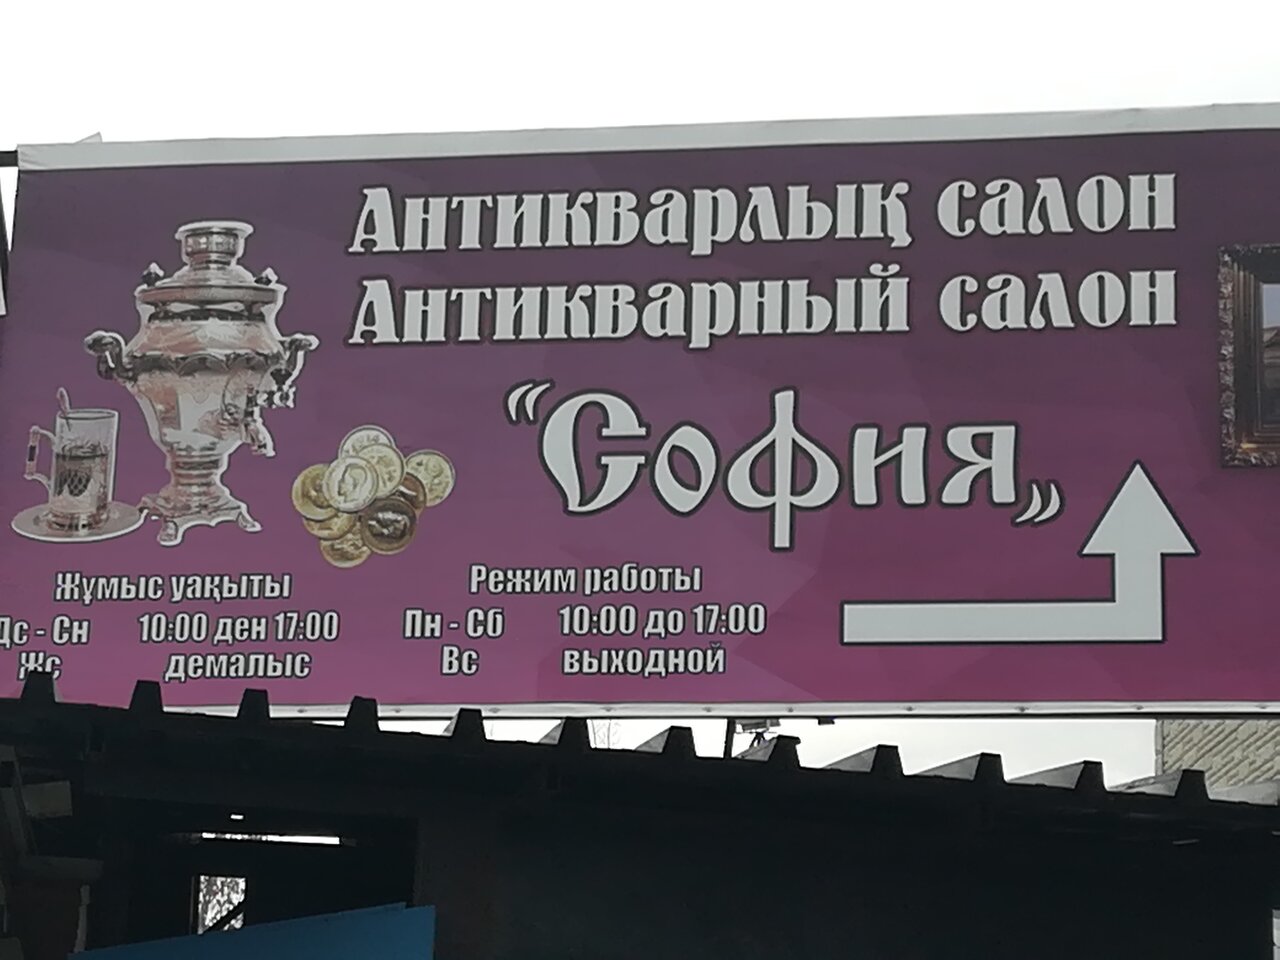 Антикварлық салон
Антикварный салон
“София„
Жұмыс уақыты
Дс - Сн 10:00 ден 17:00
Жс демалыс
Режим работы
Пн - Сб 10:00 до 17:00
Вс выходной